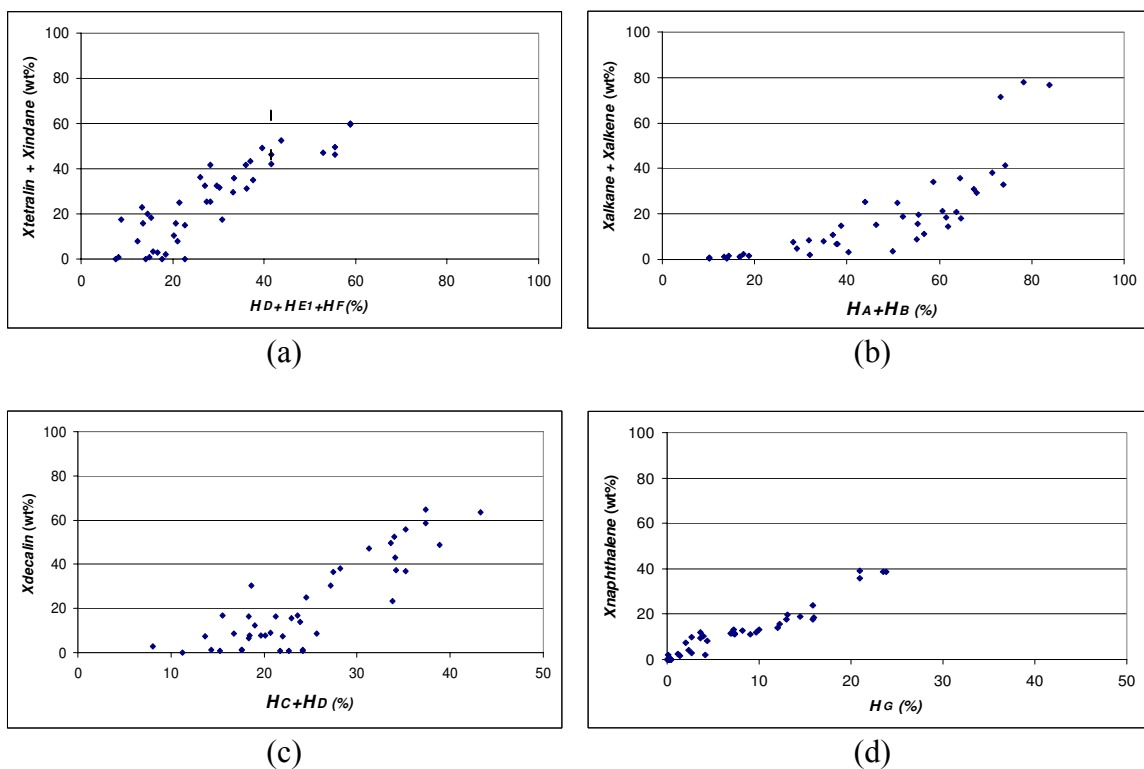 100
80
60
40
20
0
0 20 40 60 80 100
Xtetralin + Xindane (wt%)
HD+HE1+HF(%)
(a)
100
80
60
40
20
0
0 20 40 60 80 100
Xalkane + Xalkene (wt%)
HA+HB (%)
(b)
100
80
60
40
20
0
0 10 20 30 40 50
Xdecalin (wt%)
HC+HD (%)
(c)
100
80
60
40
20
0
0 10 20 30 40 50
Xnaphthalene (wt%)
HG (%)
(d)